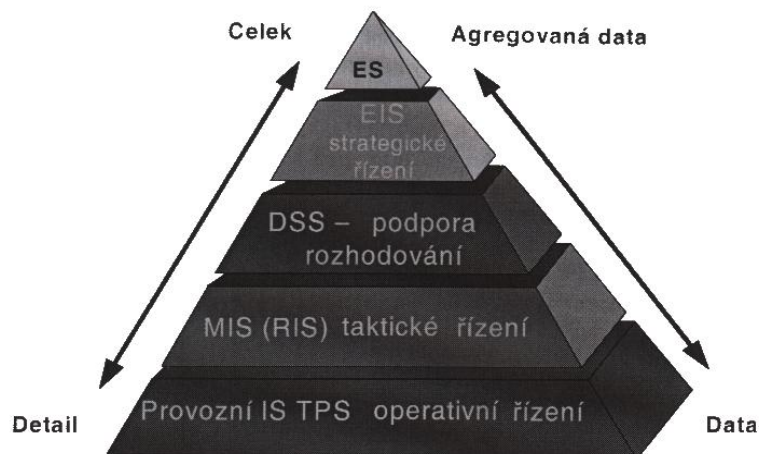 Celek
Agregovaná data
ES
EIS
strategické
řízení
DSS – podpora
rozhodování
MIS (RIS) taktické řízení
Provozní IS TPS operativní řízení
Detail
Data